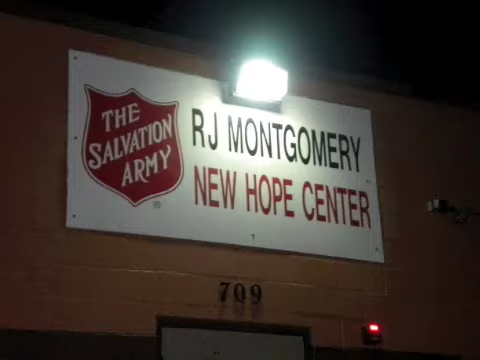 THE
SALVATION
ARMY
®
RJ MONTGOMERY
NEW HOPE CENTER
709